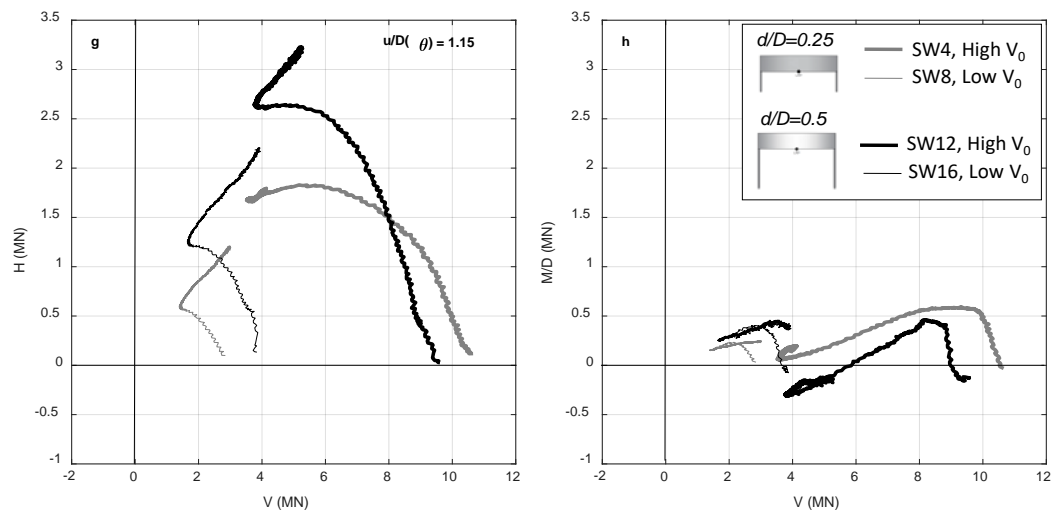 g
u/D( θ) = 1.15
3.5
3
2.5
2
1.5
1
0.5
0
-0.5
-1
H (MN)
-2
0
2
4
6
8
10
12
V (MN)
h
3.5
3
2.5
2
1.5
1
0.5
0
-0.5
-1
M/D (MN)
-2
0
2
4
6
8
10
12
V (MN)
d/D=0.25
SW4, High V0
SW8, Low V0
d/D=0.5
SW12, High V0
SW16, Low V0